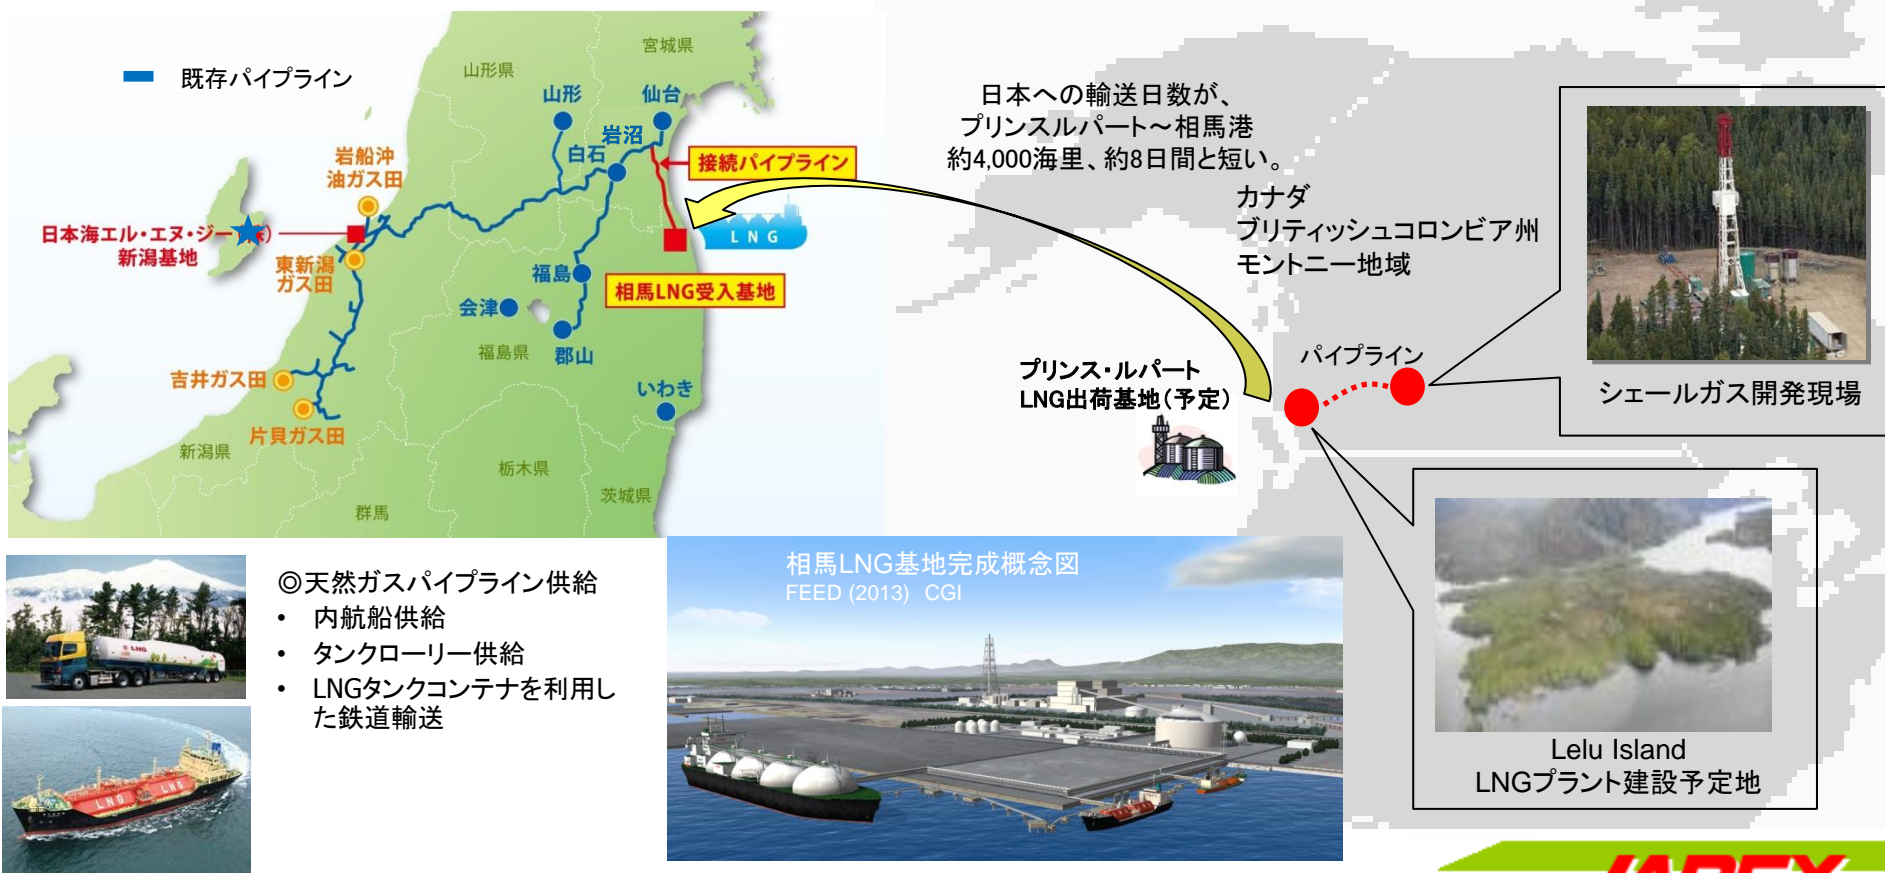 既存パイプライン
宮城県
山形県
山形
仙台
岩沼
白石
接続パイプライン
岩船沖
油ガス田
日本海エル・エヌ・ジー
新潟基地
東新潟
ガス田
LNG
福島
相馬LNG受入基地
会津
福島県
郡山
吉井ガス田
いわき
片貝ガス田
新潟県
栃木県
茨城県
群馬
日本への輸送日数が、
プリンスルパート～相馬港
約4,000海里、約8日間と短い。
カナダ
ブリティッシュコロンビア州
モントニー地域
プリンス・ルパート
LNG出荷基地(予定)
パイプライン
シェールガス開発現場
Lelu Island
LNGプラント建設予定地
◎天然ガスパイプライン供給
• 内航船供給
• タンクローリー供給
• LNGタンクコンテナを利用し
た鉄道輸送
LNG
LNG LNG
相馬LNG基地完成概念図
FEED (2013) CGI
JAPEX